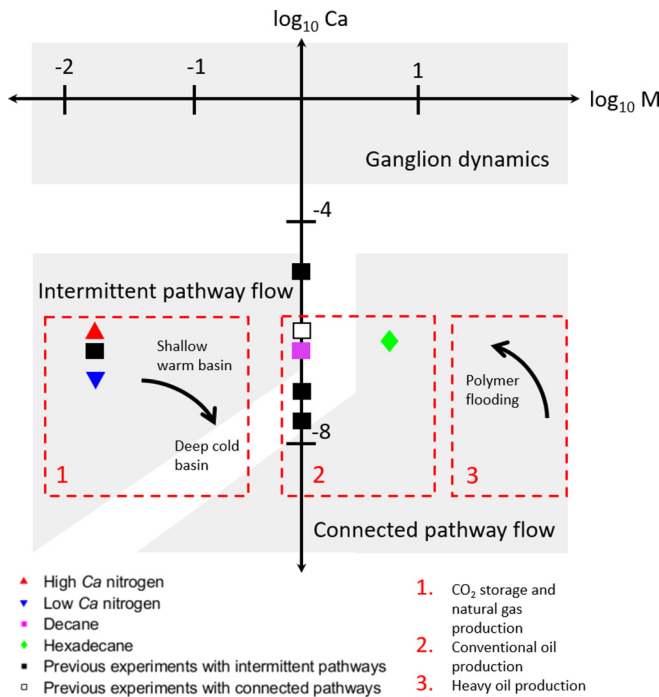 log10 Ca
-2
-1
1
log10 M
Ganglion dynamics
-4
Intermittent pathway flow
Shallow
warm basin
Polymer
flooding
Deep cold
basin
-8
1
2
3
Connected pathway flow
High Ca nitrogen
Low Ca nitrogen
Decane
Hexadecane
Previous experiments with intermittent pathways
Previous experiments with connected pathways
1. CO2 storage and
natural gas
production
2. Conventional oil
production
3. Heavy oil production